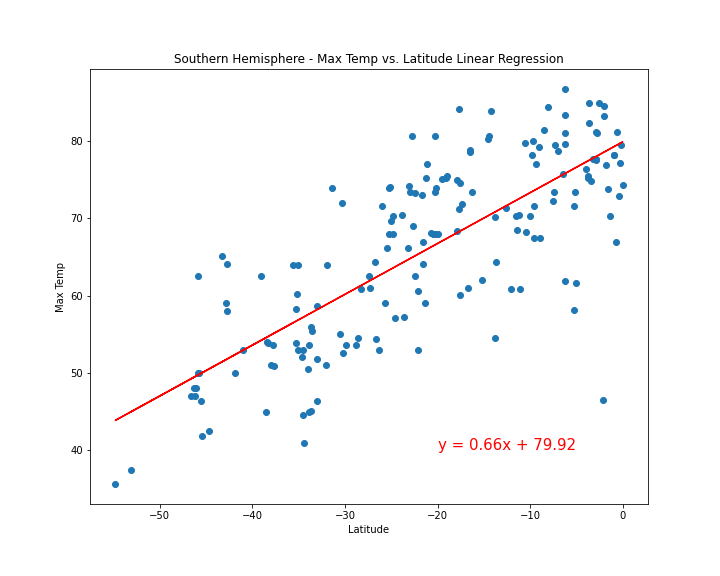 Southern Hemisphere - Max Temp vs. Latitude Linear Regression
Max Temp
80
70
60
50
40
y = 0.66x + 79.92
−50 −40 −30 −20 −10 0
Latitude